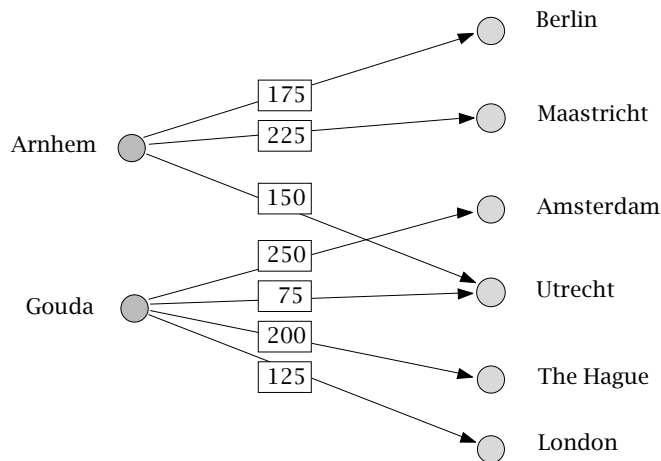 Berlin
175
Maastricht
Arnhem
225
150
Amsterdam
250
Gouda
75
Utrecht
200
125
The Hague
London